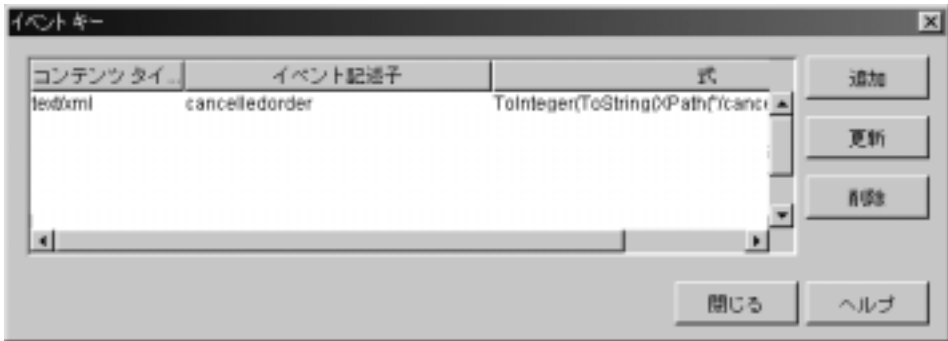 イベント キー
コンテンツ タイ... イベント記述子 式
text/xml cancelledorder ToInteger(ToString(XPath("/cance
追加
更新
削除
閉じる ヘルプ